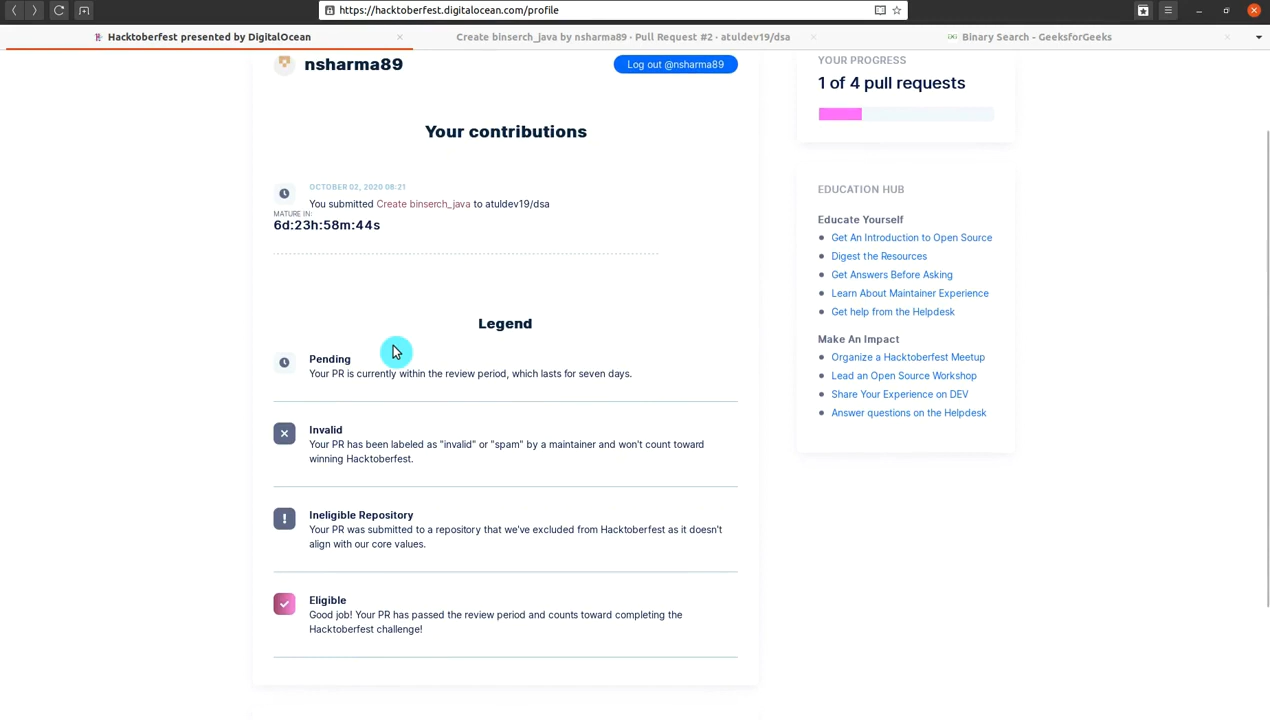 https://hacktoberfest.digitalocean.com/profile
Hacktoberfest presented by DigitalOcean
Create binserch_java by nsharma89 · Pull Request #2 · atuldev19/dsa
Binary Search - GeeksforGeeks
nsharma89
Log out @nsharma89
Your contributions
OCTOBER 02, 2020 08:21
You submitted Create binserch_java to atuldev19/dsa
MATURE IN:
6d:23h:58m:44s
Legend
Pending
Your PR is currently within the review period, which lasts for seven days.
Invalid
Your PR has been labeled as "invalid" or "spam" by a maintainer and won't count toward
winning Hacktoberfest.
Ineligible Repository
Your PR was submitted to a repository that we've excluded from Hacktoberfest as it doesn't
align with our core values.
Eligible
Good job! Your PR has passed the review period and counts toward completing the
Hacktoberfest challenge!
YOUR PROGRESS
1 of 4 pull requests
EDUCATION HUB
Educate Yourself
Get An Introduction to Open Source
Digest the Resources
Get Answers Before Asking
Learn About Maintainer Experience
Get help from the Helpdesk
Make An Impact
Organize a Hacktoberfest Meetup
Lead an Open Source Workshop
Share Your Experience on DEV
Answer questions on the Helpdesk